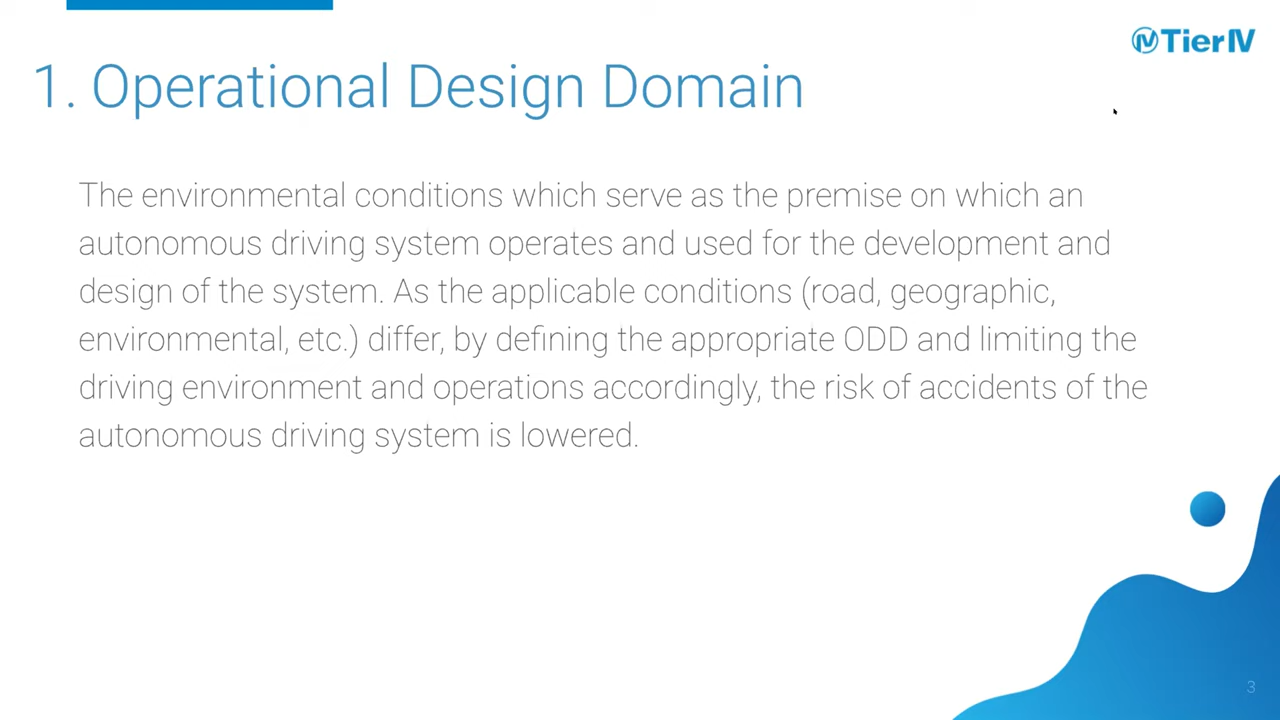 TierIV
1. Operational Design Domain
The environmental conditions which serve as the premise on which an
autonomous driving system operates and used for the development and
design of the system. As the applicable conditions (road, geographic,
environmental, etc.) differ, by defining the appropriate ODD and limiting the
driving environment and operations accordingly, the risk of accidents of the
autonomous driving system is lowered.
3